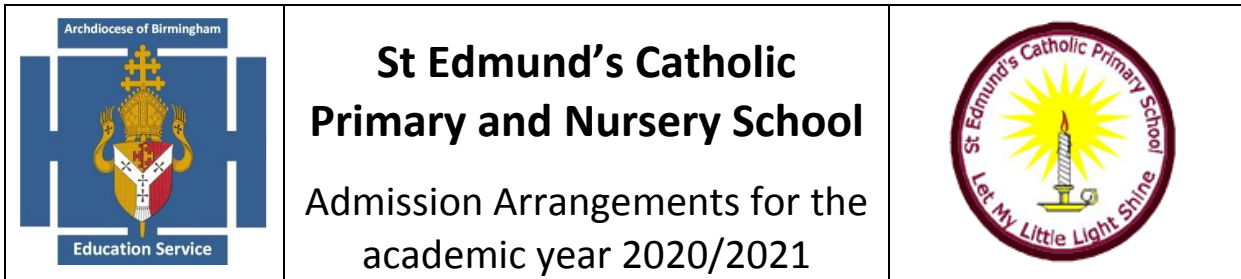 Archdiocese of Birmingham
Education Service
St Edmund’s Catholic
Primary and Nursery School
Admission Arrangements for the
academic year 2020/2021
St Edmund's Catholic Primary School
Let My Little Light Shine